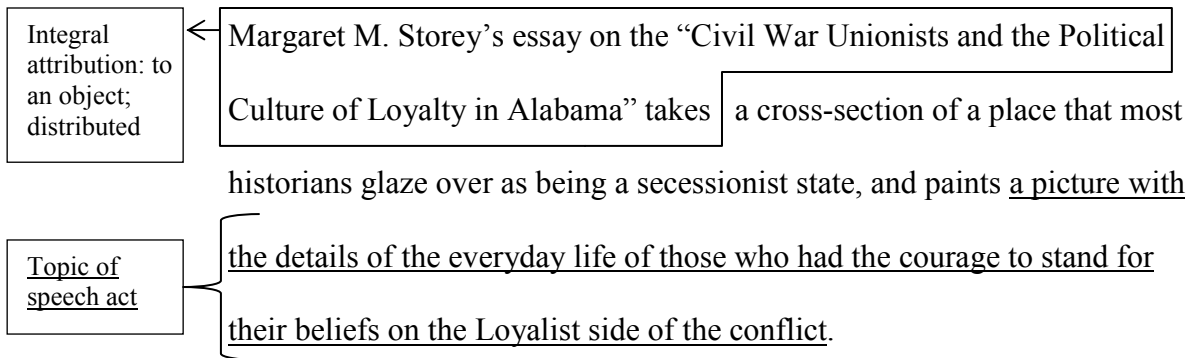 Integral
attribution: to
an object;
distributed
Margaret M. Storey’s essay on the “Civil War Unionists and the Political
Culture of Loyalty in Alabama” takes a cross-section of a place that most
historians glaze over as being a secessionist state, and paints a picture with
Topic of
speech act
the details of the everyday life of those who had the courage to stand for
their beliefs on the Loyalist side of the conflict.